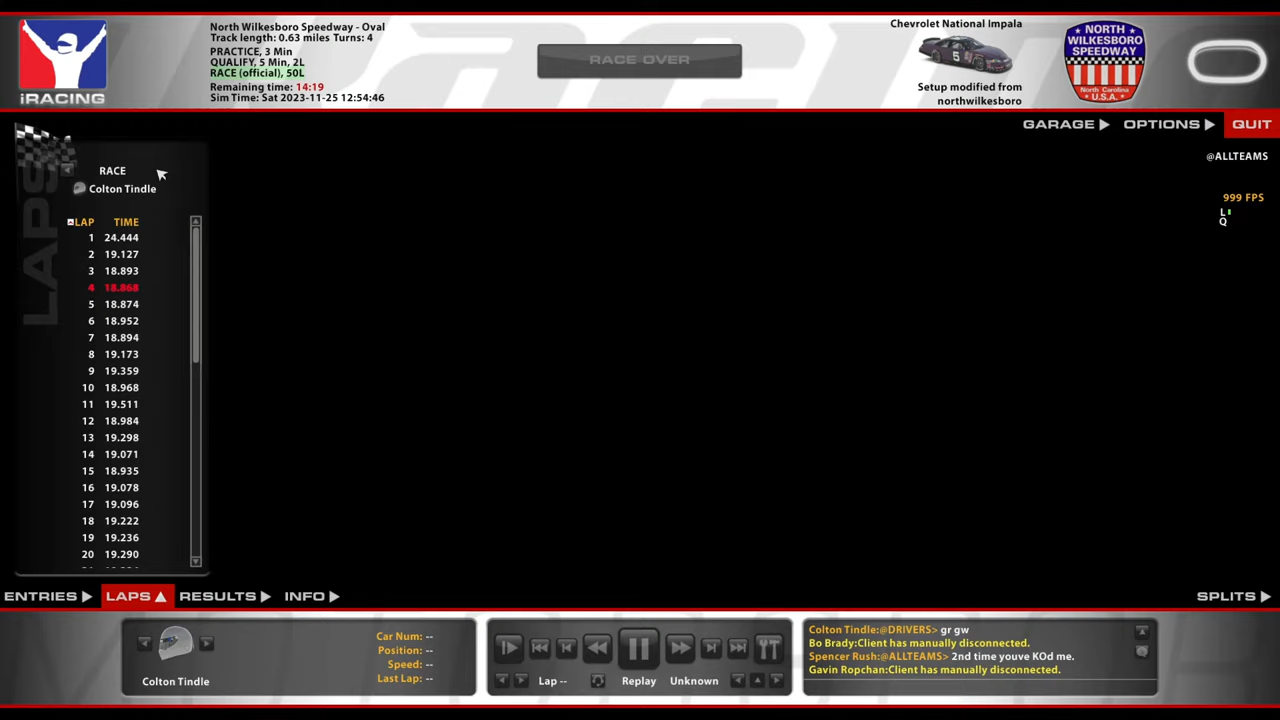 iRACING
North Wilkesboro Speedway - Oval
Track length: 0.63 miles Turns: 4
PRACTICE, 3 Min
QUALIFY, 5 Min, 2L
RACE (official), 50L
Remaining time: 14:19
Sim Time: Sat 2023-11-25 12:54:46
RACE OVER
Chevrolet National Impala
5
Setup modified from
northwilkesboro
NORTH
WILKESBORO
SPEEDWAY
North Carolina
U.S.A.
GARAGE
OPTIONS
QUIT
@ALLTEAMS
999 FPS
L
Q
LAPS
RACE
Colton Tindle
LAP TIME
1 24.444
2 19.127
3 18.893
4 18.868
5 18.874
6 18.952
7 18.894
8 19.173
9 19.359
10 18.968
11 19.511
12 18.984
13 19.298
14 19.071
15 18.935
16 19.078
17 19.096
18 19.222
19 19.236
20 19.290
ENTRIES
LAPS
RESULTS
INFO
SPLITS
Colton Tindle
Car Num: --
Position: --
Speed: --
Last Lap: --
Lap --
Replay
Unknown
Colton Tindle:@DRIVERS> gr gw
Bo Brady:Client has manually disconnected.
Spencer Rush:@ALLTEAMS> 2nd time youve KOd me.
Gavin Ropchan:Client has manually disconnected.